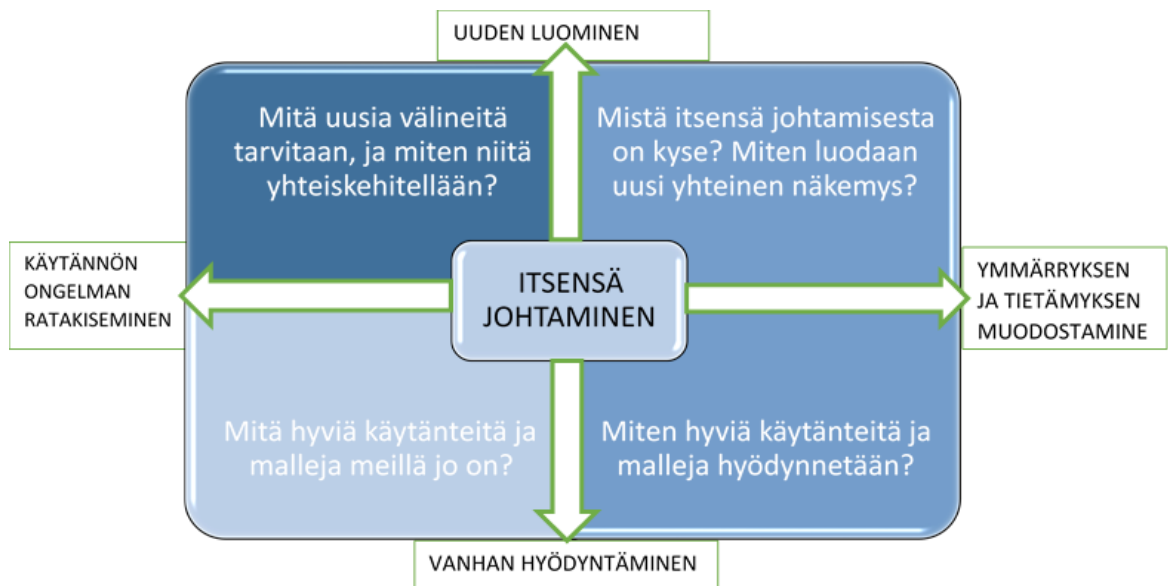 UUDEN LUOMINEN
Mitä uusia välineitä
tarvitaan, ja miten niitä
yhteiskehitellään?
Mistä itsensä johtamisesta
on kyse? Miten luodaan
uusi yhteinen näkemys?
KÄYTÄNNÖN
ONGELMAN
RATAKISEMINEN
ITSENSÄ
JOHTAMINEN
YMMÄRRYKSEN
JA TIETÄMYKSEN
MUODOSTAMINE
Mitä hyviä käytänteitä ja
malleja meillä jo on?
Miten hyviä käytänteitä ja
malleja hyödynnetään?
VANHAN HYÖDYNTÄMINEN